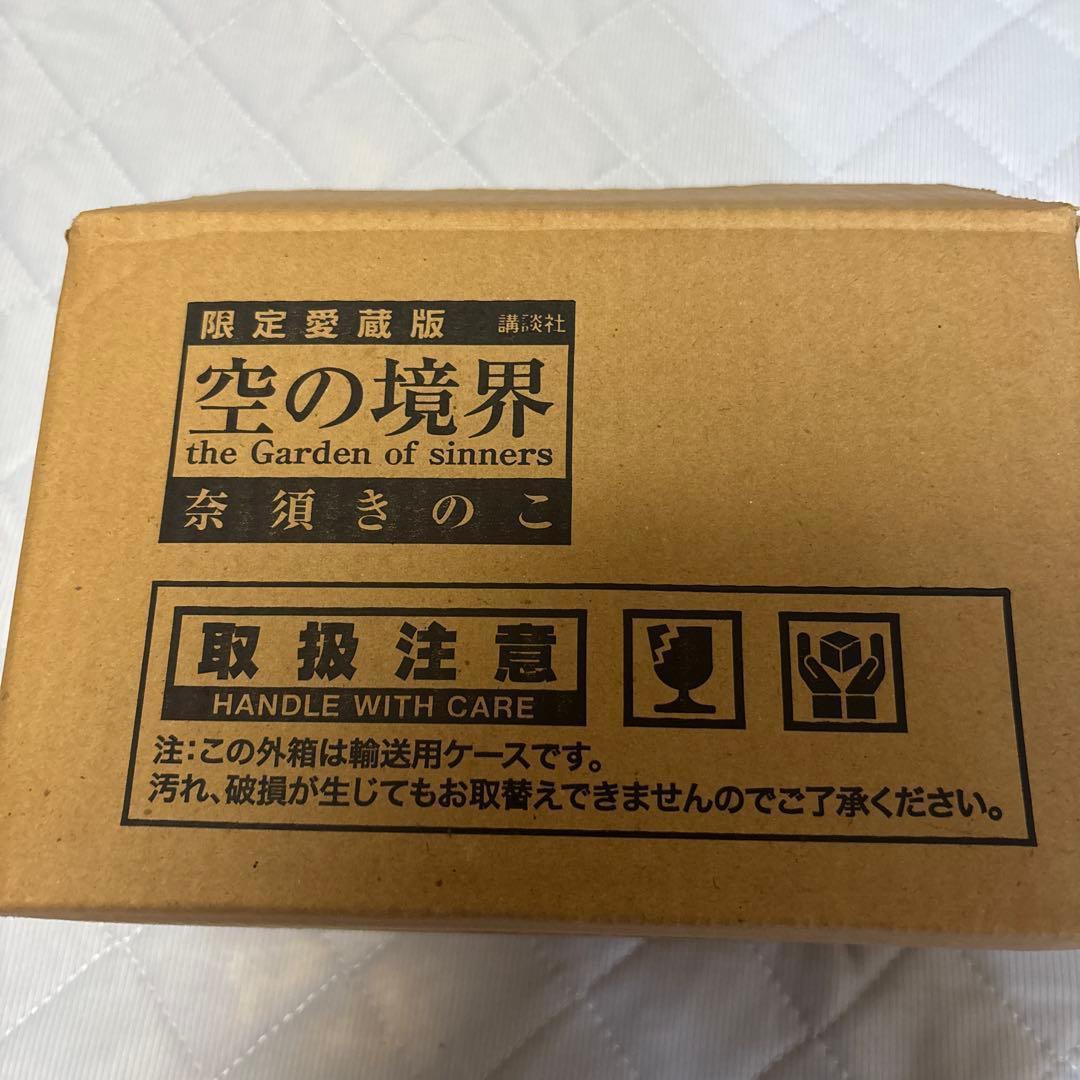 限定愛蔵版 講談社
空の境界
the Garden of sinners
奈須きのこ
取扱注意
HANDLE WITH CARE
注:この外箱は輸送用ケースです。
汚れ、破損が生じてもお取替えできませんのでご了承ください。